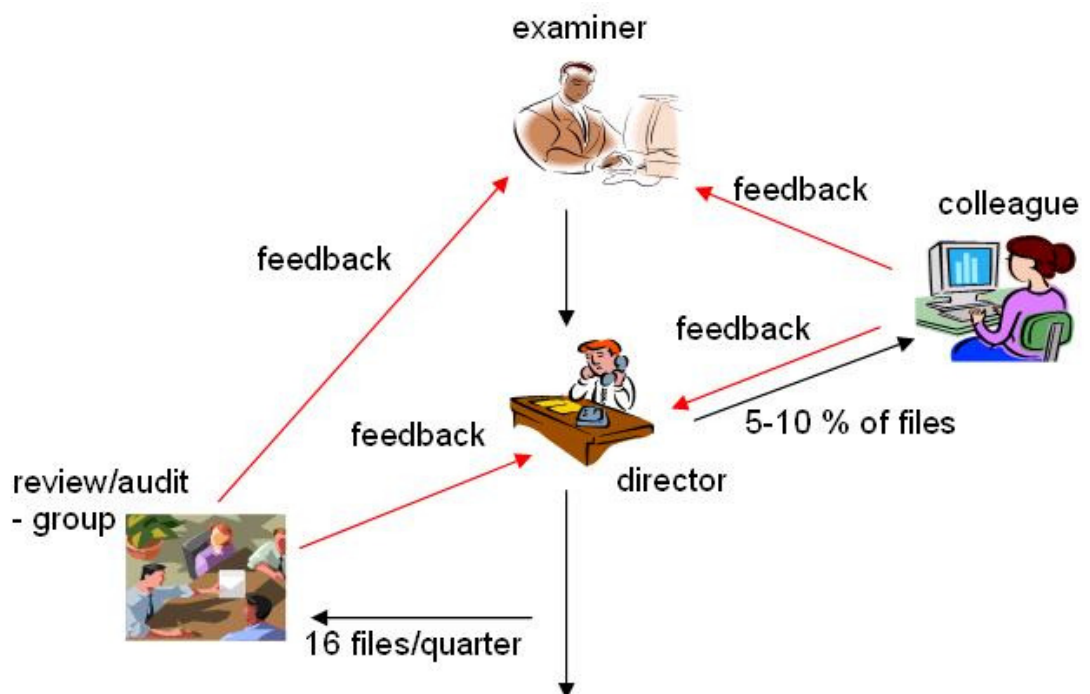 examiner
feedback
colleague
feedback
feedback
5-10 % of files
feedback
director
review/audit
- group
16 files/quarter